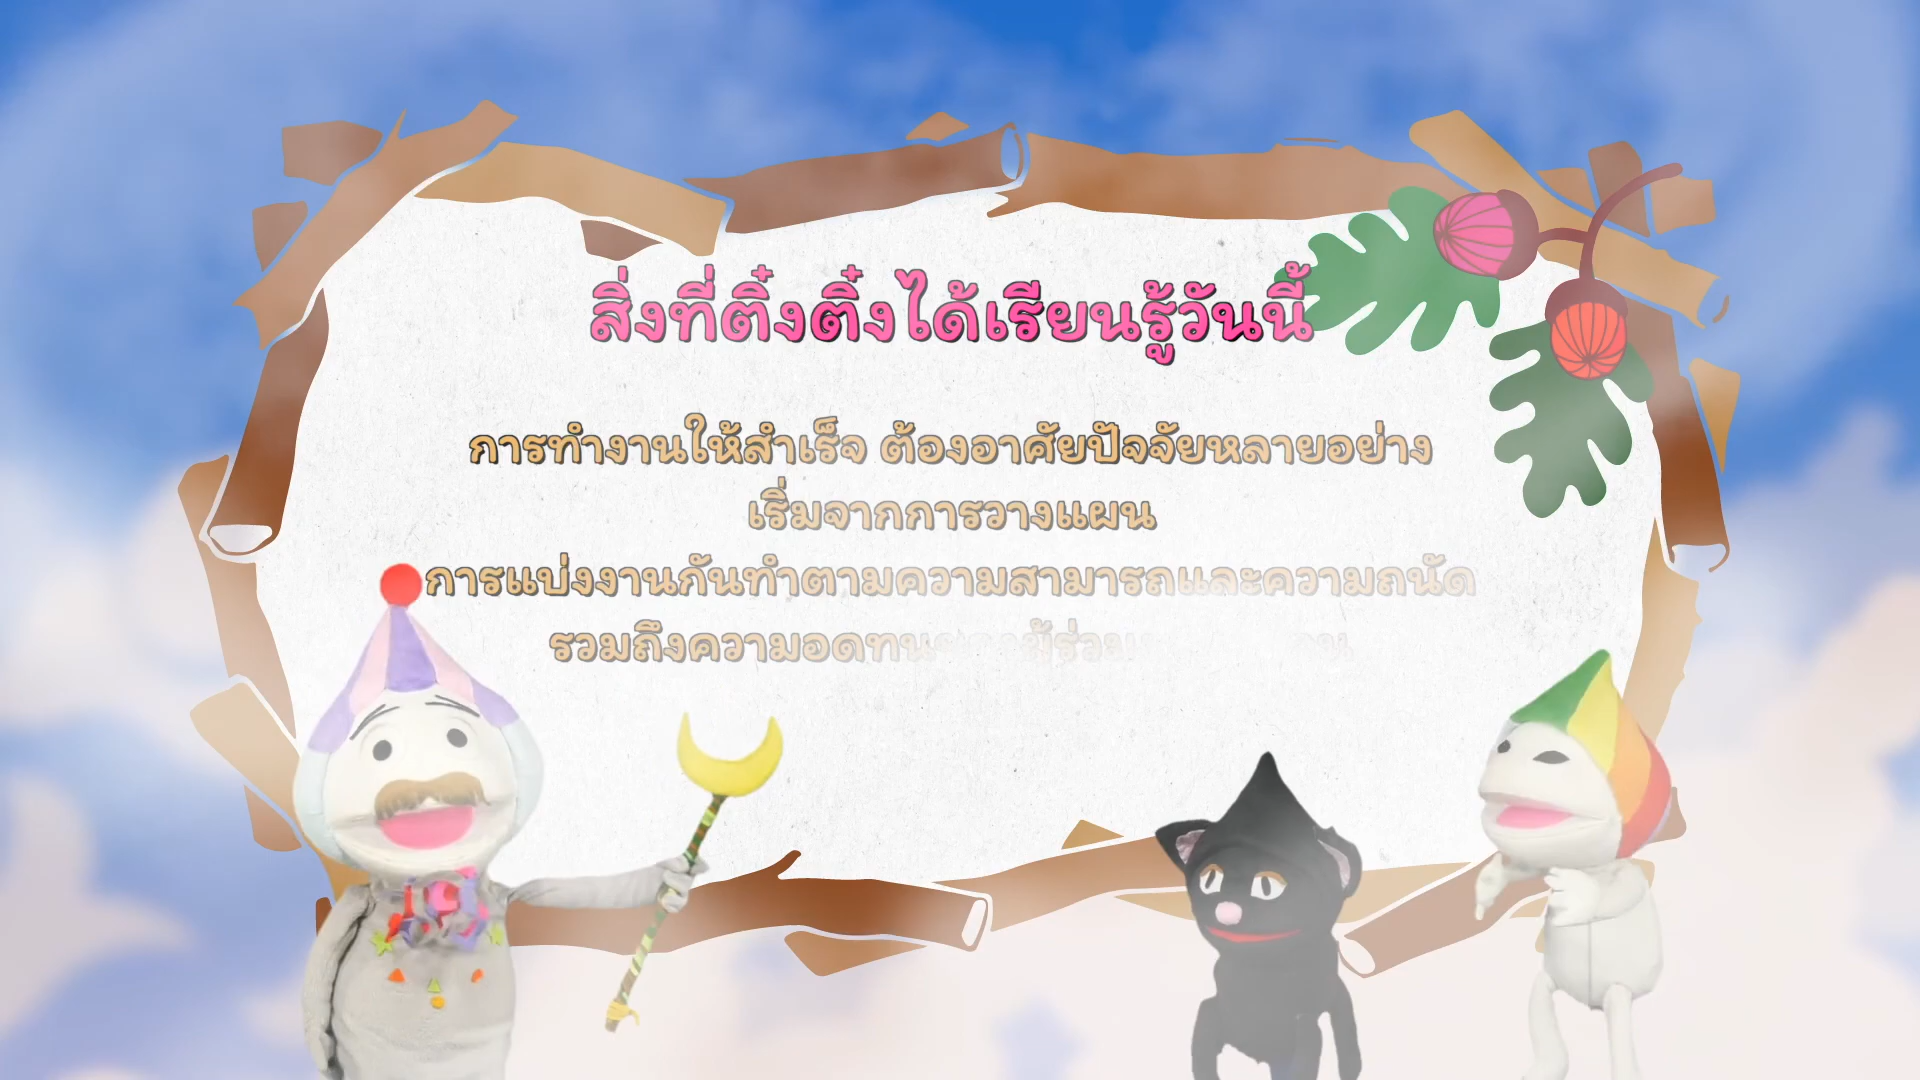 สิ่งที่ติ๋งติ๋งได้เรียนรู้วันนี้
การทำงานให้สำเร็จ ต้องอาศัยปัจจัยหลายอย่าง
เริ่มจากการวางแผน
การแบ่งงานกันทำตามความสามารถและความถนัด
รวมถึงความอดทน